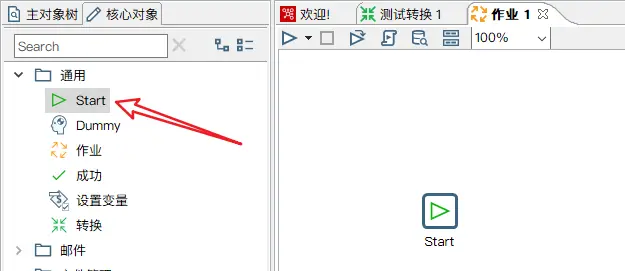 主对象树
核心对象
Search
通用
Start
Dummy
作业
成功
设置变量
转换
邮件
欢迎!
测试转换 1
作业 1
100%
Start